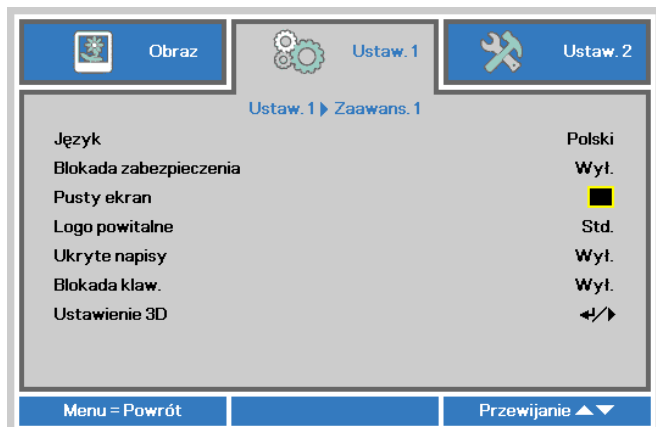 Obraz
Ustaw. 1
Ustaw. 2
Ustaw. 1 Zaawans. 1
Język Polski
Blokada zabezpieczenia Wył.
Pusty ekran
Logo powitalne Std.
Ukryte napisy Wył.
Blokada klaw. Wył.
Ustawienie 3D ↵/▶
Menu = Powrót
Przewijanie ▲▼